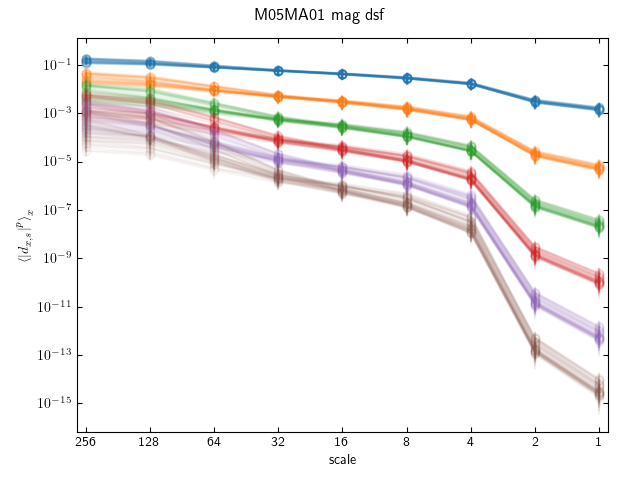 M05MA01 mag dsf
⟨|d_{x,s}|^p⟩_x
10^{-1}
10^{-3}
10^{-5}
10^{-7}
10^{-9}
10^{-11}
10^{-13}
10^{-15}
256 128 64 32 16 8 4 2 1
scale